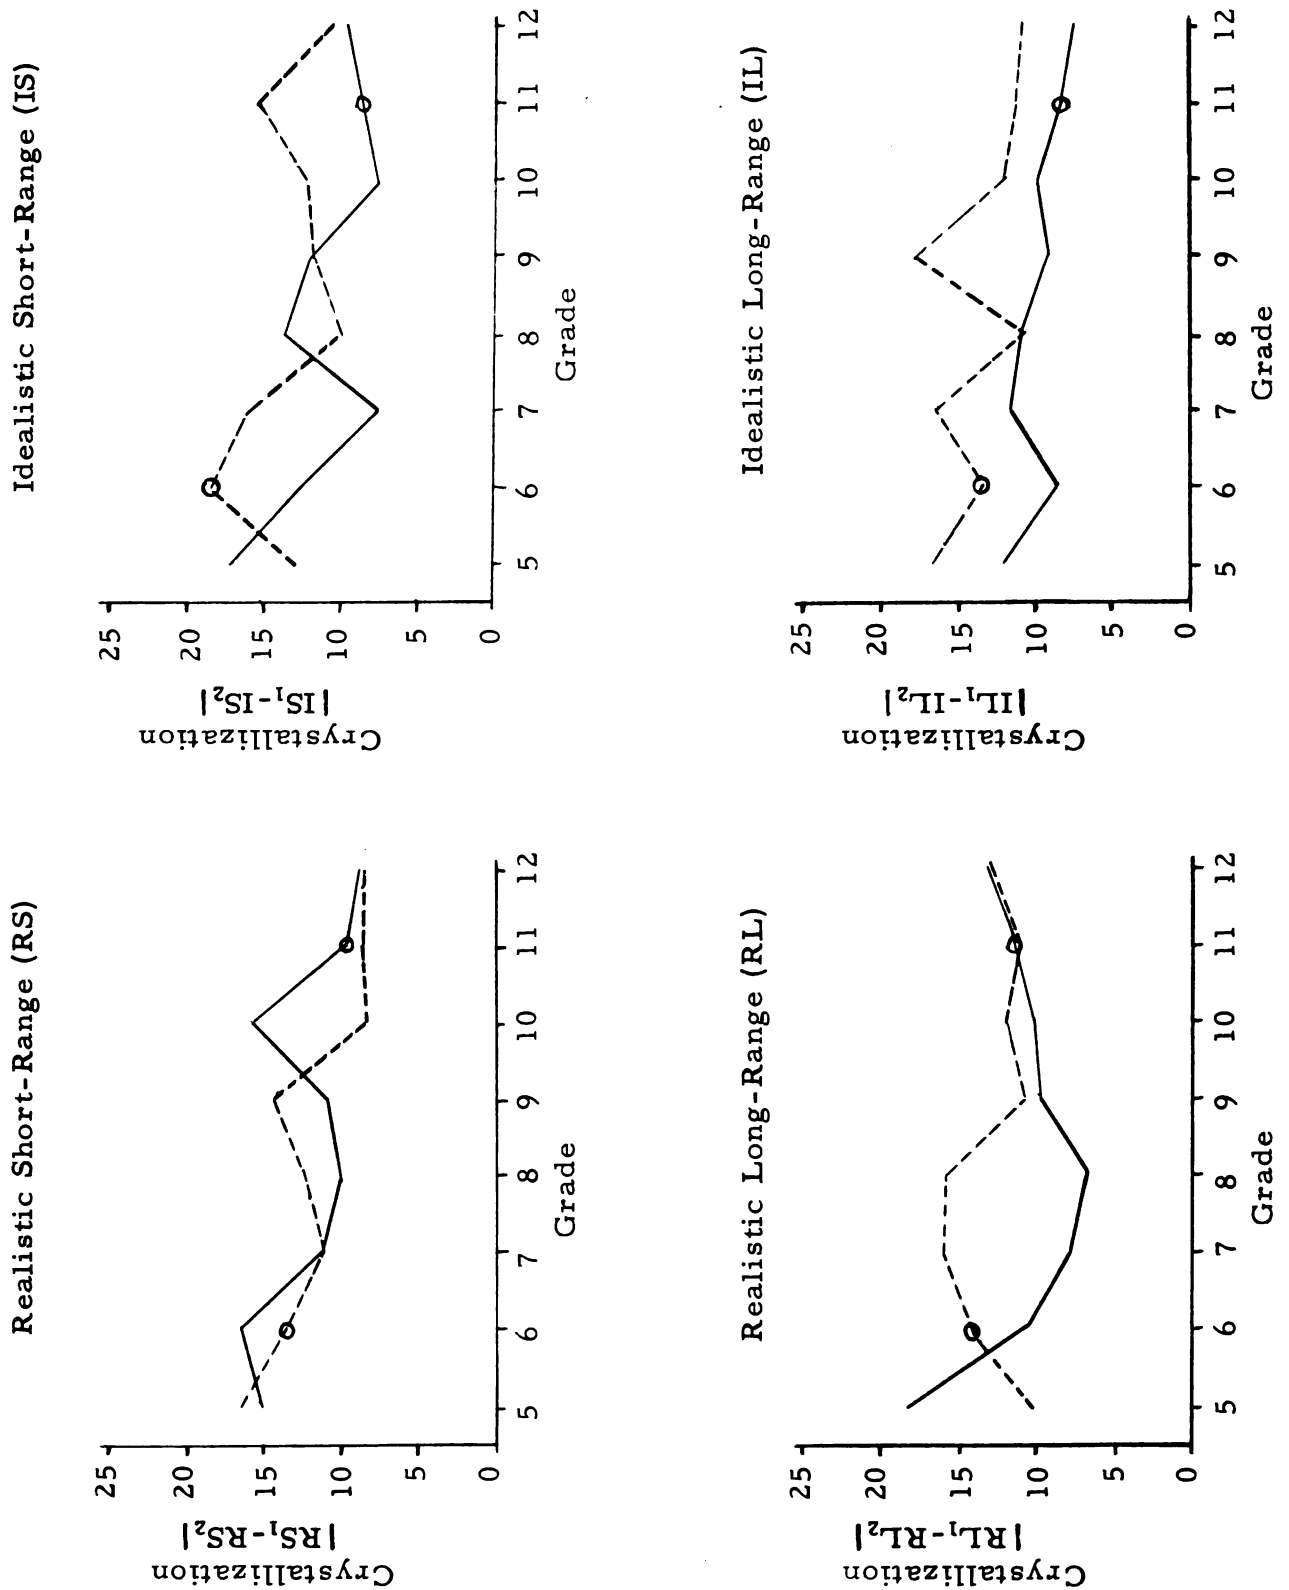 Realistic Short-Range (RS)
Crystallization
|RS₁-RS₂|
25
20
15
10
5
0
5 6 7 8 9 10 11 12
Grade
Idealistic Short-Range (IS)
Crystallization
|IS₁-IS₂|
25
20
15
10
5
0
5 6 7 8 9 10 11 12
Grade
Realistic Long-Range (RL)
Crystallization
|RL₁-RL₂|
25
20
15
10
5
0
5 6 7 8 9 10 11 12
Grade
Idealistic Long-Range (IL)
Crystallization
|IL₁-IL₂|
25
20
15
10
5
0
5 6 7 8 9 10 11 12
Grade